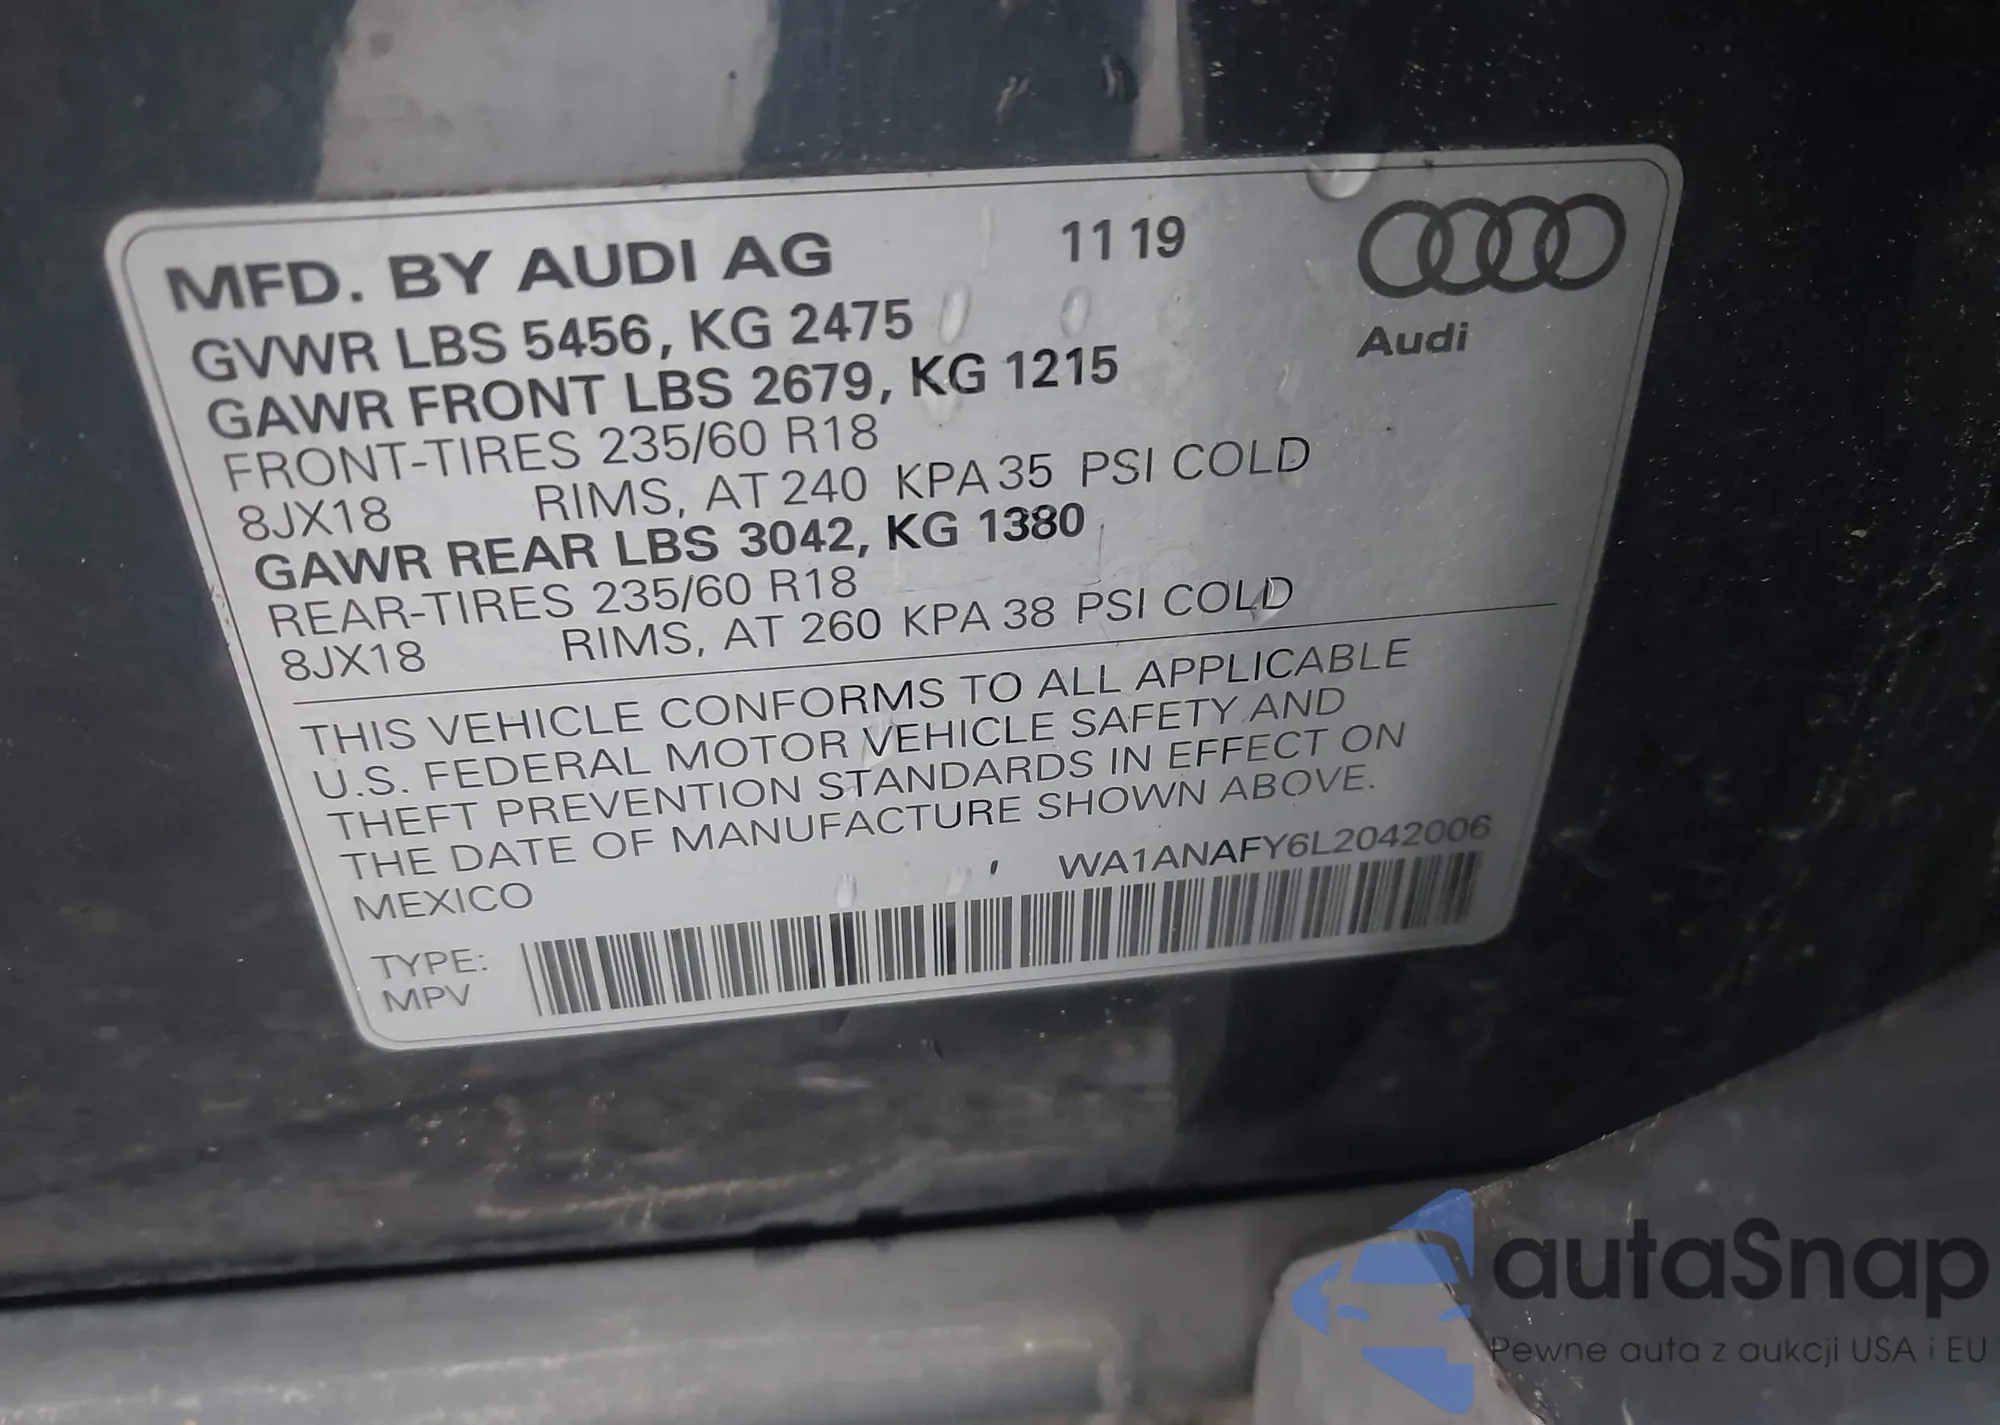 MFD. BY AUDI AG 11 19
GVWR LBS 5456, KG 2475
Audi
GAWR FRONT LBS 2679, KG 1215
FRONT-TIRES 235/60 R18
8JX18 RIMS, AT 240 KPA 35 PSI COLD
GAWR REAR LBS 3042, KG 1380
REAR-TIRES 235/60 R18
8JX18 RIMS, AT 260 KPA 38 PSI COLD
THIS VEHICLE CONFORMS TO ALL APPLICABLE
U.S. FEDERAL MOTOR VEHICLE SAFETY AND
THEFT PREVENTION STANDARDS IN EFFECT ON
THE DATE OF MANUFACTURE SHOWN ABOVE.
MEXICO WA1ANAFY6L2042006
TYPE:
MPV
autaSnap
Pewne auta z aukcji USA i EU